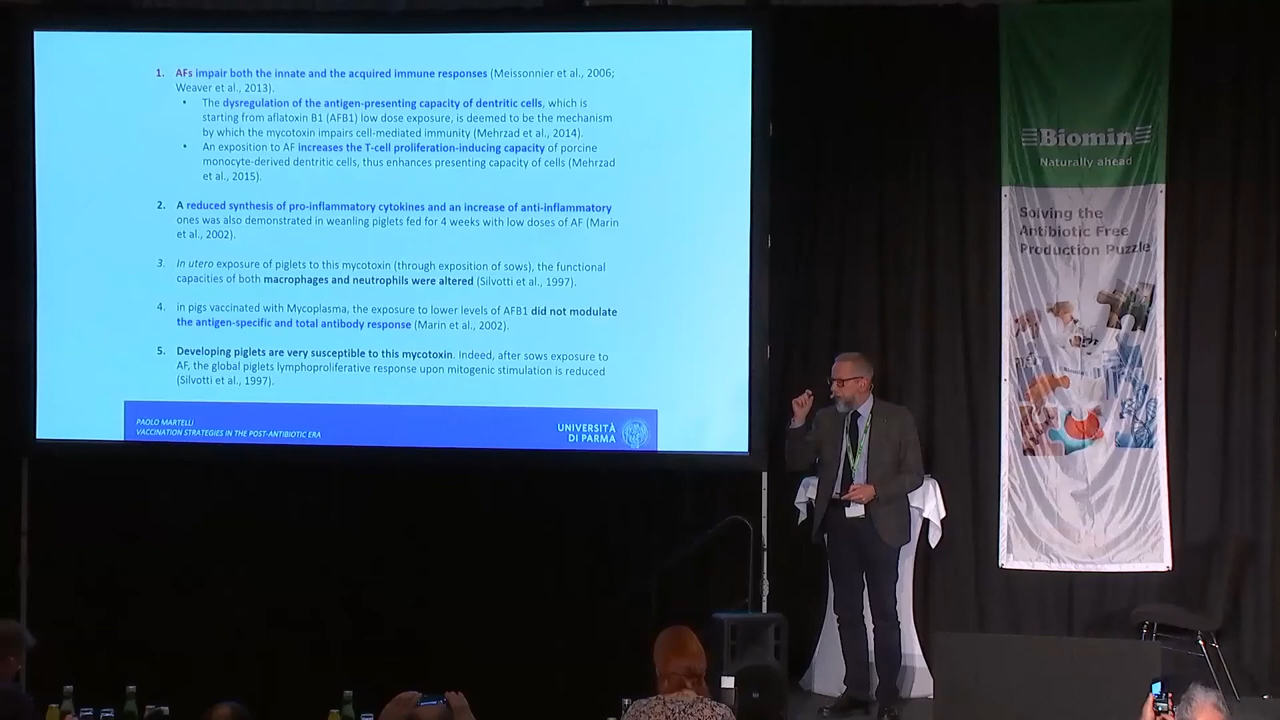 1. AFs impair both the innate and the acquired immune responses (Meissonnier et al., 2006;
Weaver et al., 2013).
• The dysregulation of the antigen-presenting capacity of dentritic cells, which is
starting from aflatoxin B1 (AFB1) low dose exposure, is deemed to be the mechanism
by which the mycotoxin impairs cell-mediated immunity (Mehrzad et al., 2014).
• An exposition to AF increases the T-cell proliferation-inducing capacity of porcine
monocyte-derived dentritic cells, thus enhances presenting capacity of cells (Mehrzad
et al., 2015).
2. A reduced synthesis of pro-inflammatory cytokines and an increase of anti-inflammatory
ones was also demonstrated in weanling piglets fed for 4 weeks with low doses of AF (Marin
et al., 2002).
3. In utero exposure of piglets to this mycotoxin (through exposition of sows), the functional
capacities of both macrophages and neutrophils were altered (Silvotti et al., 1997).
4. in pigs vaccinated with Mycoplasma, the exposure to lower levels of AFB1 did not modulate
the antigen-specific and total antibody response (Marin et al., 2002).
5. Developing piglets are very susceptible to this mycotoxin. Indeed, after sows exposure to
AF, the global piglets lymphoproliferative response upon mitogenic stimulation is reduced
(Silvotti et al., 1997).
PAOLO MARTELLI
VACCINATION STRATEGIES IN THE POST-ANTIBIOTIC ERA
UNIVERSITÀ
DI PARMA
Biomin
Naturally ahead
Solving the
Antibiotic Free
Production Puzzle